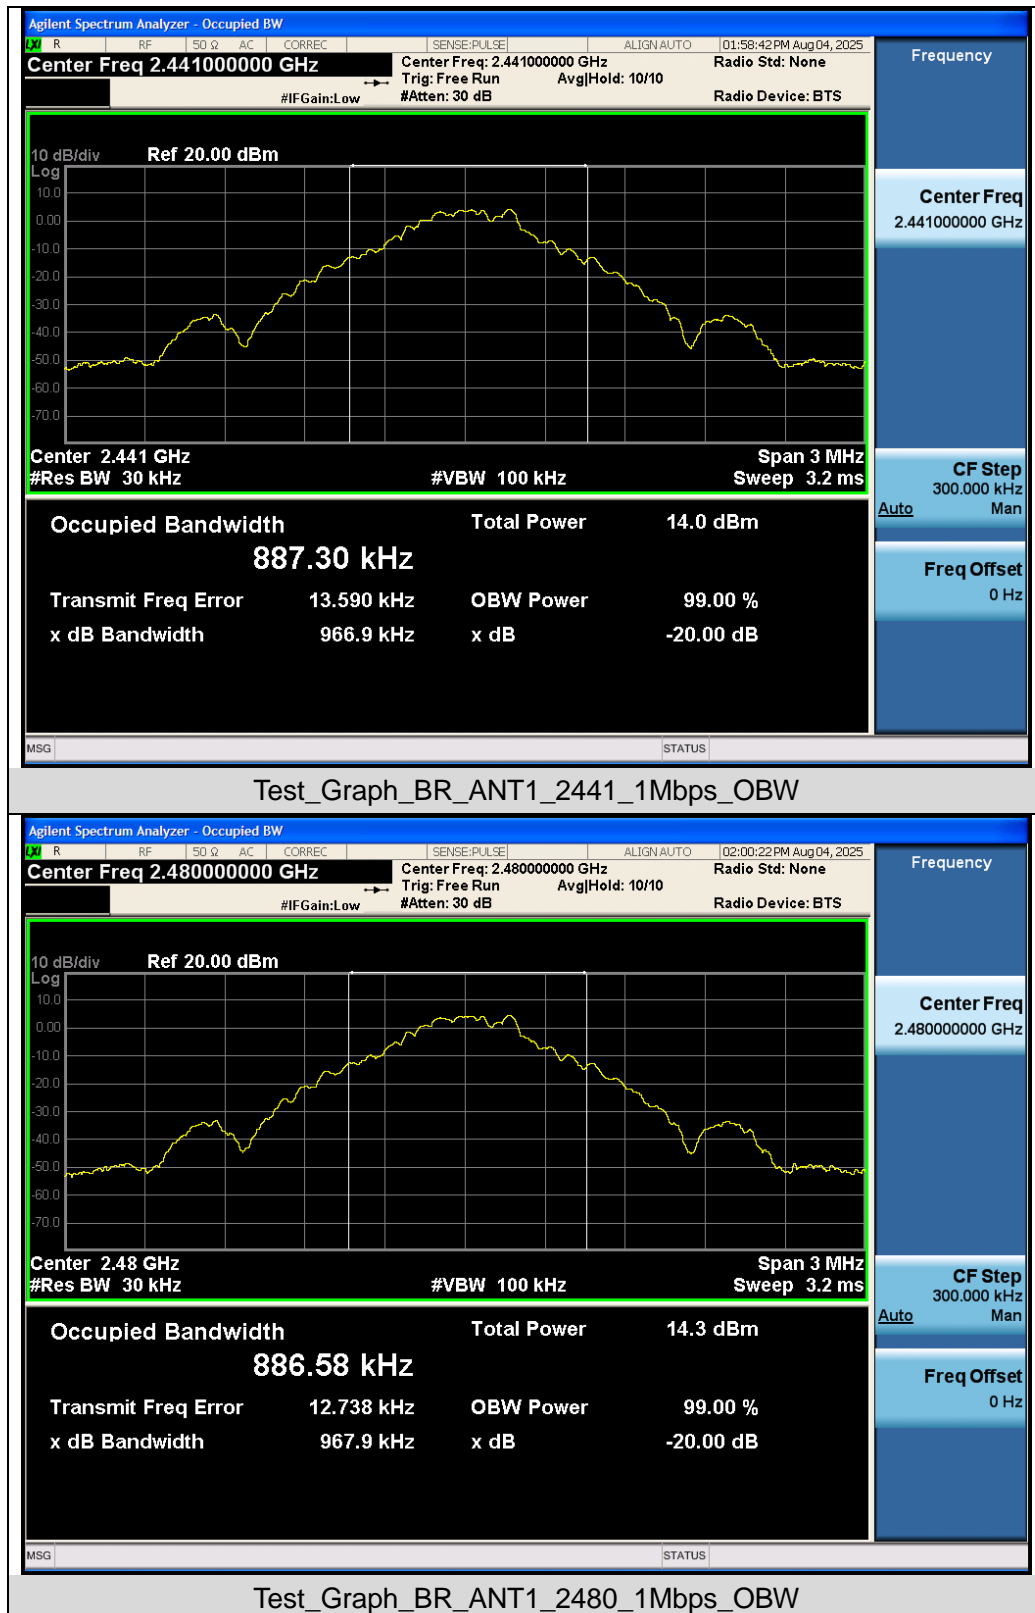 Agilent Spectrum Analyzer - Occupied BW
LXI R RF 50 Ω AC CORREC SENSE:PULSE ALIGN AUTO 01:58:42 PM Aug 04, 2025
Center Freq 2.441000000 GHz Center Freq: 2.441000000 GHz Radio Std: None
Trig: Free Run Avg|Hold: 10/10
#IFGain:Low #Atten: 30 dB Radio Device: BTS
Frequency
10 dB/div Ref 20.00 dBm
Log
10.0
0.00
-10.0
-20.0
-30.0
-40.0
-50.0
-60.0
-70.0
Center 2.441 GHz Span 3 MHz
#Res BW 30 kHz #VBW 100 kHz Sweep 3.2 ms
Center Freq
2.441000000 GHz
CF Step
300.000 kHz
Auto Man
Freq Offset
0 Hz
Occupied Bandwidth Total Power 14.0 dBm
887.30 kHz
Transmit Freq Error 13.590 kHz OBW Power 99.00 %
x dB Bandwidth 966.9 kHz x dB -20.00 dB
MSG STATUS
Test_Graph_BR_ANT1_2441_1Mbps_OBW
Agilent Spectrum Analyzer - Occupied BW
LXI R RF 50 Ω AC CORREC SENSE:PULSE ALIGN AUTO 02:00:22 PM Aug 04, 2025
Center Freq 2.480000000 GHz Center Freq: 2.480000000 GHz Radio Std: None
Trig: Free Run Avg|Hold: 10/10
#IFGain:Low #Atten: 30 dB Radio Device: BTS
Frequency
10 dB/div Ref 20.00 dBm
Log
10.0
0.00
-10.0
-20.0
-30.0
-40.0
-50.0
-60.0
-70.0
Center 2.48 GHz Span 3 MHz
#Res BW 30 kHz #VBW 100 kHz Sweep 3.2 ms
Center Freq
2.480000000 GHz
CF Step
300.000 kHz
Auto Man
Freq Offset
0 Hz
Occupied Bandwidth Total Power 14.3 dBm
886.58 kHz
Transmit Freq Error 12.738 kHz OBW Power 99.00 %
x dB Bandwidth 967.9 kHz x dB -20.00 dB
MSG STATUS
Test_Graph_BR_ANT1_2480_1Mbps_OBW